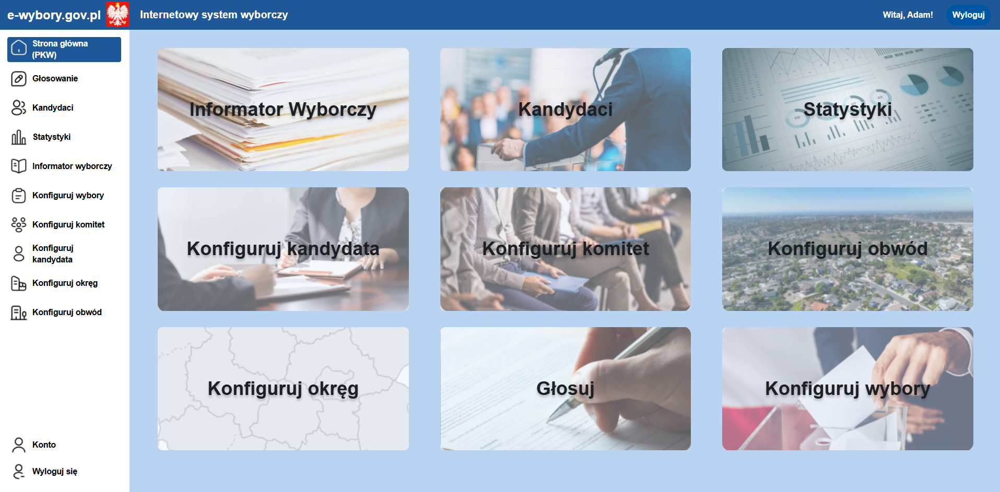 e-wybory.gov.pl
Internetowy system wyborczy
Witaj, Adam!
Wyloguj
Strona główna
(PKW)
Głosowanie
Kandydaci
Statystyki
Informator wyborczy
Konfiguruj wybory
Konfiguruj komitet
Konfiguruj
kandydata
Konfiguruj okręg
Konfiguruj obwód
Konto
Wyloguj się
Informator Wyborczy
Kandydaci
Statystyki
Konfiguruj kandydata
Konfiguruj komitet
Konfiguruj obwód
Konfiguruj okręg
Głosuj
Konfiguruj wybory